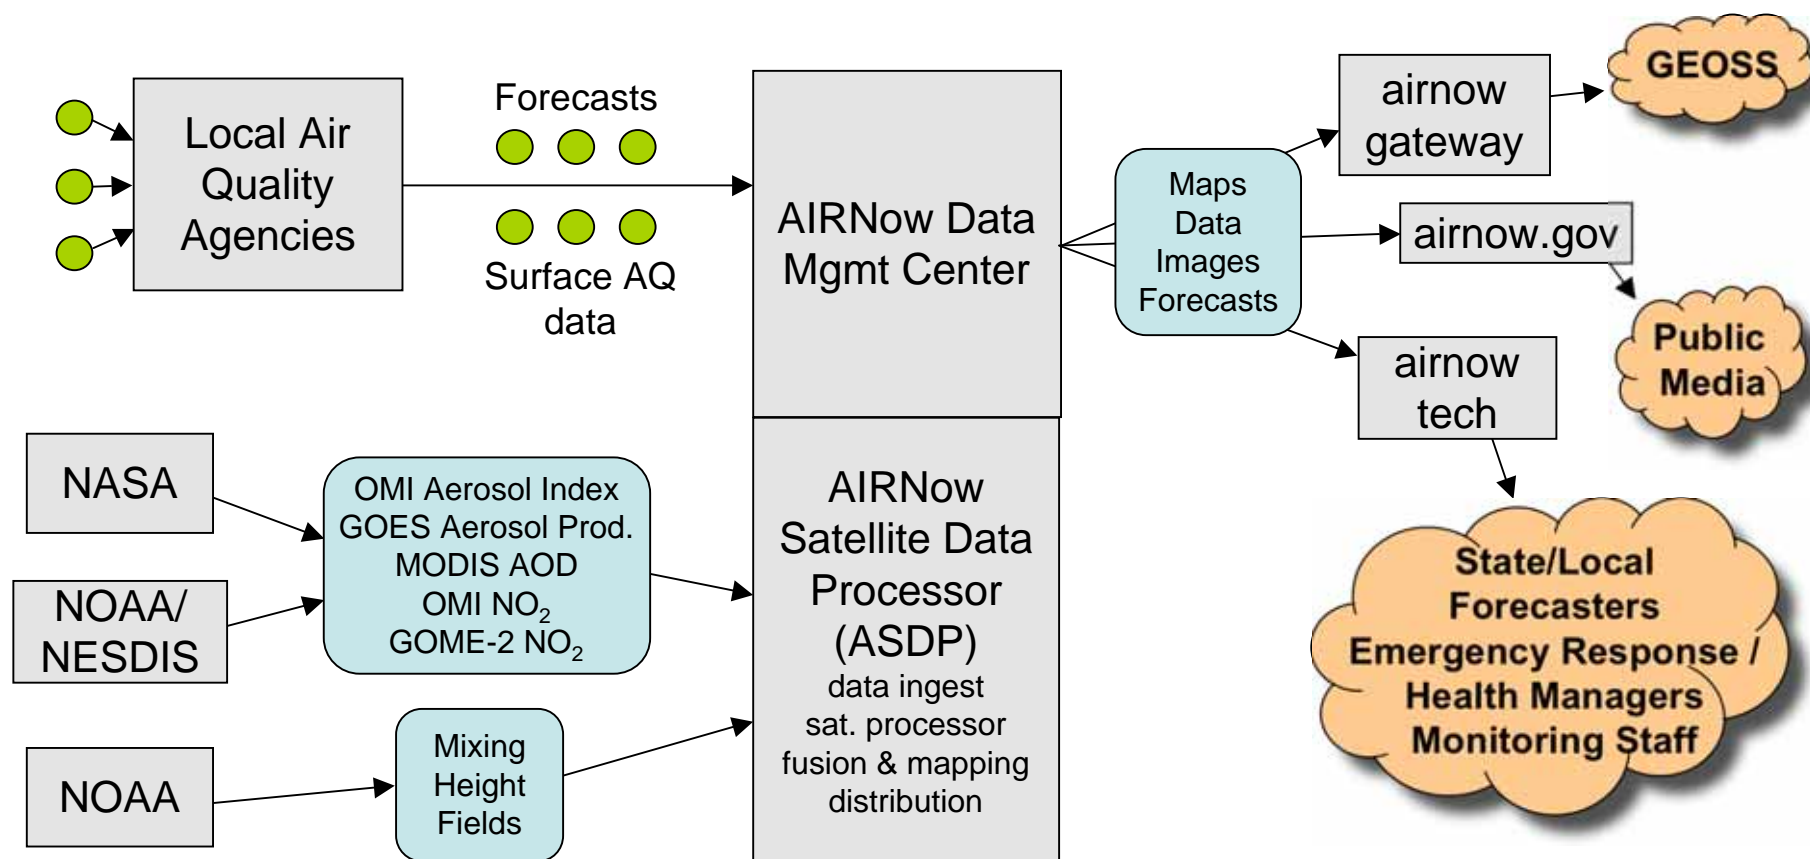 Local Air
Quality
Agencies
Forecasts
Surface AQ
data
AIRNow Data
Mgmt Center
Maps
Data
Images
Forecasts
airnow
gateway
GEOSS
airnow.gov
Public
Media
airnow
tech
State/Local
Forecasters
Emergency Response /
Health Managers
Monitoring Staff
NASA
NOAA/
NESDIS
NOAA
OMI Aerosol Index
GOES Aerosol Prod.
MODIS AOD
OMI NO₂
GOME-2 NO₂
Mixing
Height
Fields
AIRNow
Satellite Data
Processor
(ASDP)
data ingest
sat. processor
fusion & mapping
distribution